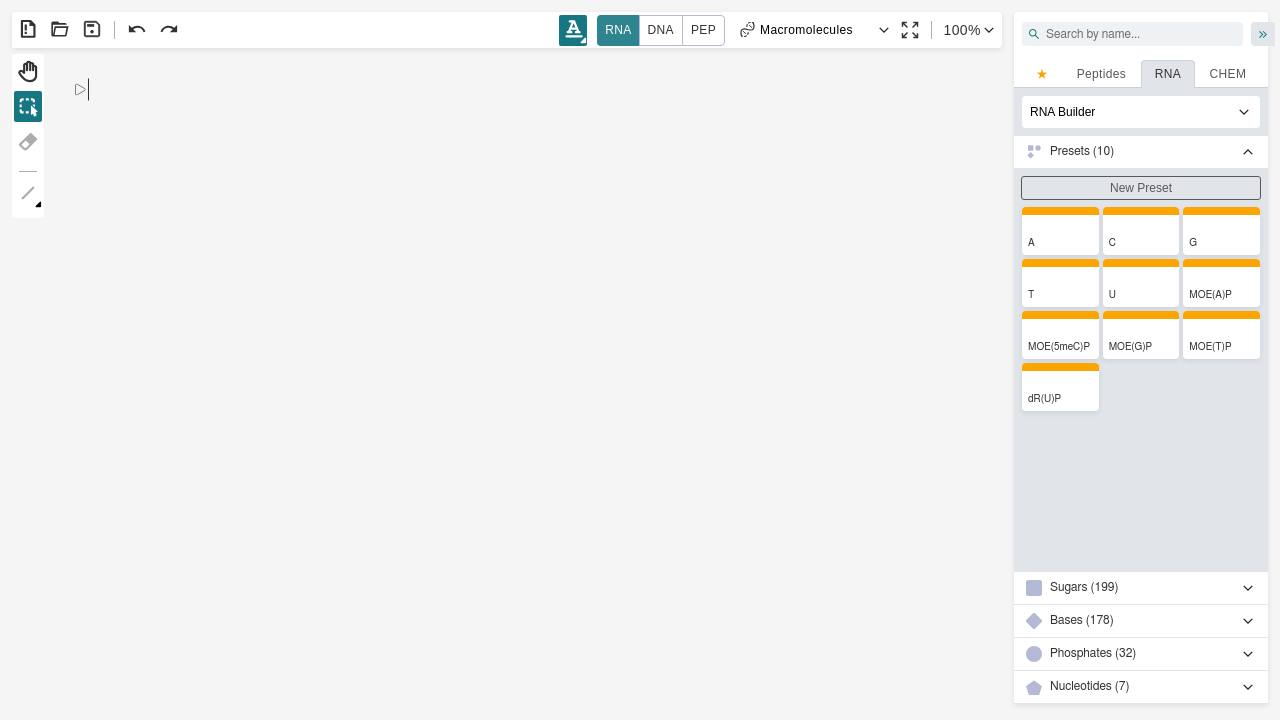 RNA DNA PEP
Macromolecules
100%
Search by name...
Peptides RNA CHEM
RNA Builder
Presets (10)
New Preset
A C G
T U MOE(A)P
MOE(5meC)P MOE(G)P MOE(T)P
dR(U)P
Sugars (199)
Bases (178)
Phosphates (32)
Nucleotides (7)